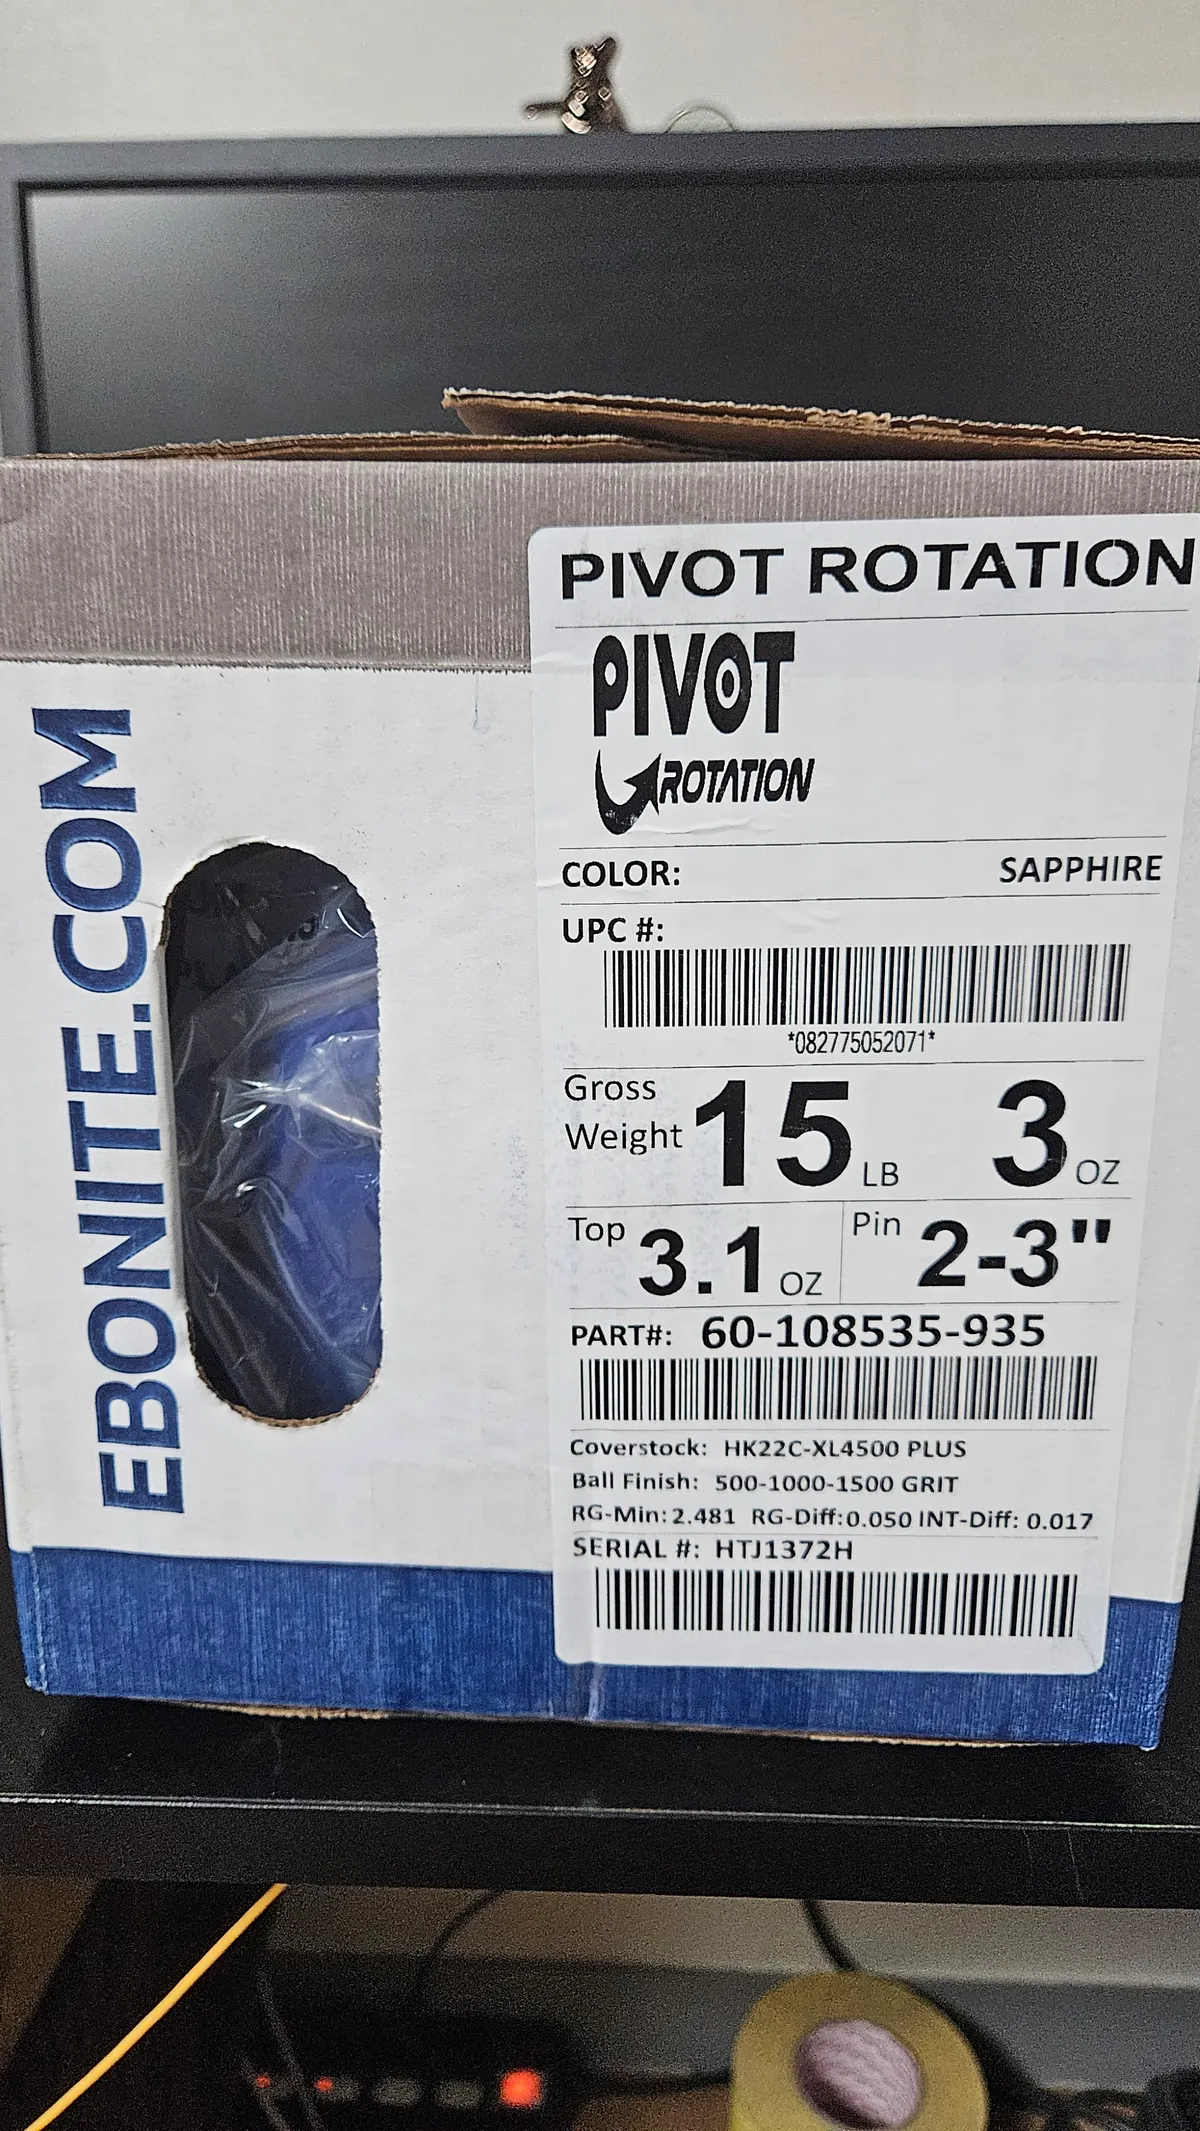 EBONITE.COM
PIVOT ROTATION
PIVOT
ROTATION
COLOR: SAPPHIRE
UPC #:
*082775052071*
Gross Weight 15 LB 3 OZ
Top 3.1 OZ Pin 2-3"
PART#: 60-108535-935
Coverstock: HK22C-XL4500 PLUS
Ball Finish: 500-1000-1500 GRIT
RG-Min: 2.481 RG-Diff: 0.050 INT-Diff: 0.017
SERIAL #: HTJ1372H